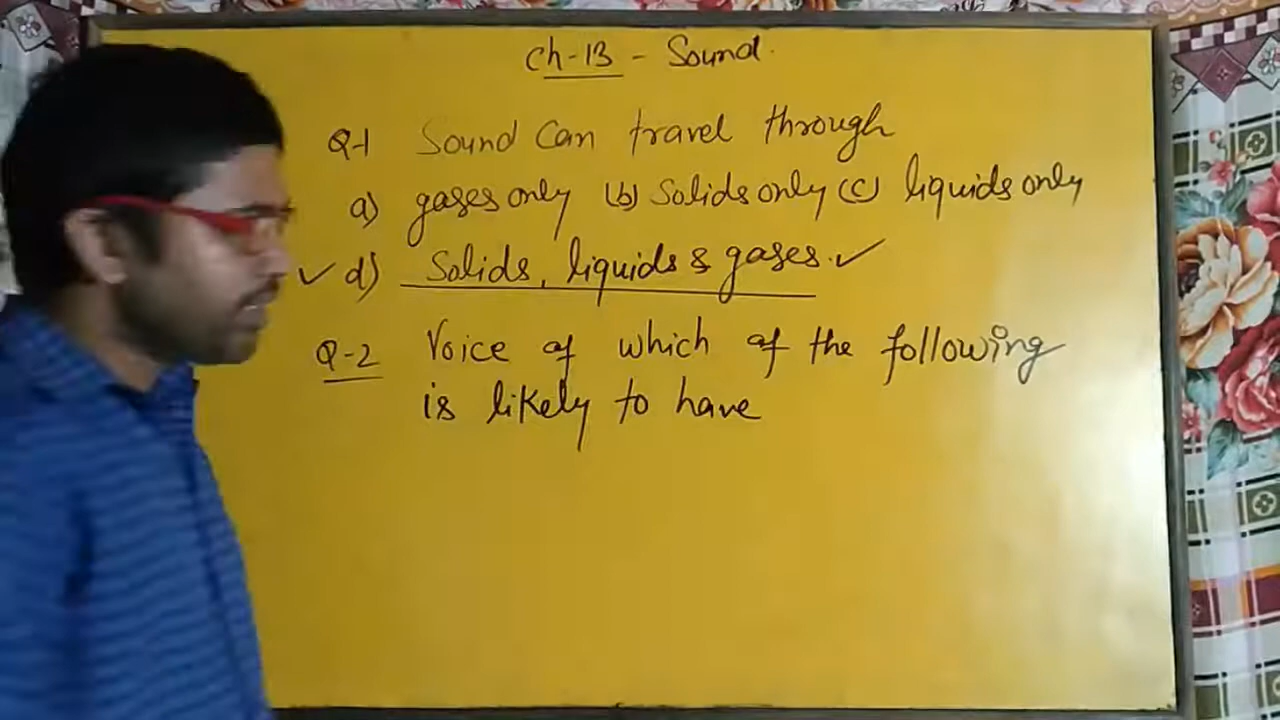 Ch-13 - Sound.
Q-1 Sound Can travel through
a) gases only (b) Solids only (c) liquids only
✓ d) Solids, liquids & gases. ✓
Q-2 Voice of which of the following
is likely to have